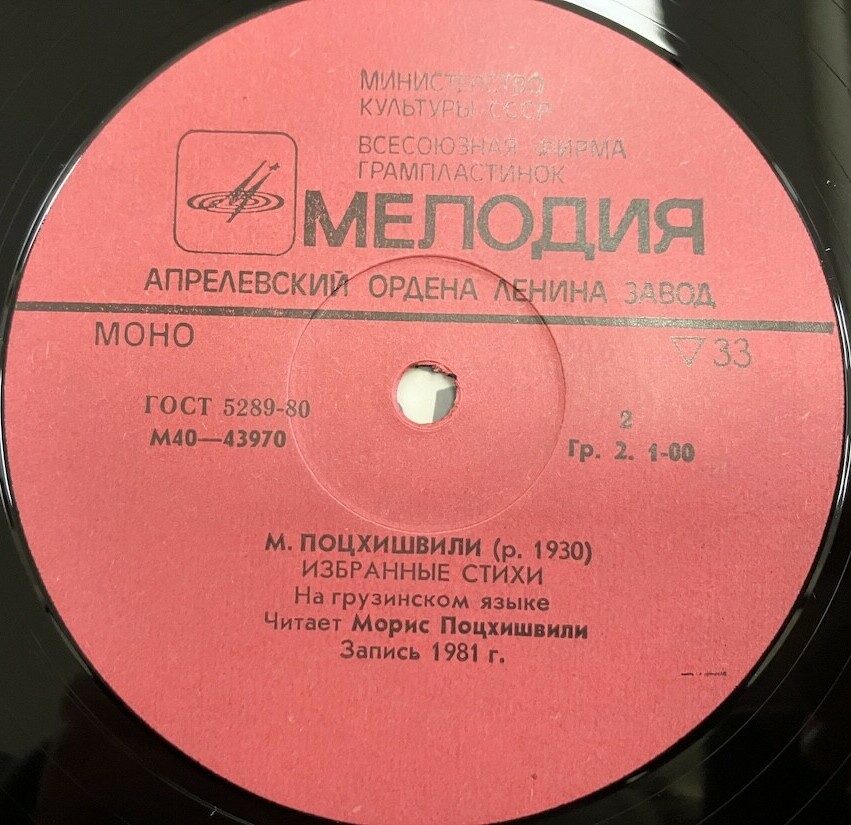 МИНИСТЕРСТВО
КУЛЬТУРЫ СССР
ВСЕСОЮЗНАЯ ФИРМА
ГРАМПЛАСТИНОК
МЕЛОДИЯ
АПРЕЛЕВСКИЙ ОРДЕНА ЛЕНИНА ЗАВОД
МОНО
33
ГОСТ 5289-80
М40—43970
2
Гр. 2. 1-00
М. ПОЦХИШВИЛИ (р. 1930)
ИЗБРАННЫЕ СТИХИ
На грузинском языке
Читает Морис Поцхишвили
Запись 1981 г.